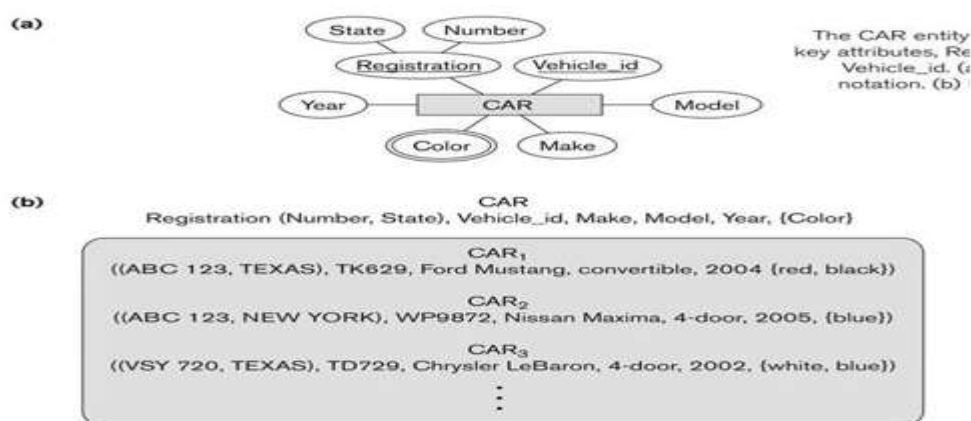 (a)
State
Number
Registration
Vehicle_id
Year
CAR
Model
Color
Make
The CAR entity
key attributes, Re
Vehicle_id. (a
notation. (b)
(b)
CAR
Registration (Number, State), Vehicle_id, Make, Model, Year, {Color}
CAR₁
((ABC 123, TEXAS), TK629, Ford Mustang, convertible, 2004 {red, black})
CAR₂
((ABC 123, NEW YORK), WP9872, Nissan Maxima, 4-door, 2005, {blue})
CAR₃
((VSY 720, TEXAS), TD729, Chrysler LeBaron, 4-door, 2002, {white, blue})